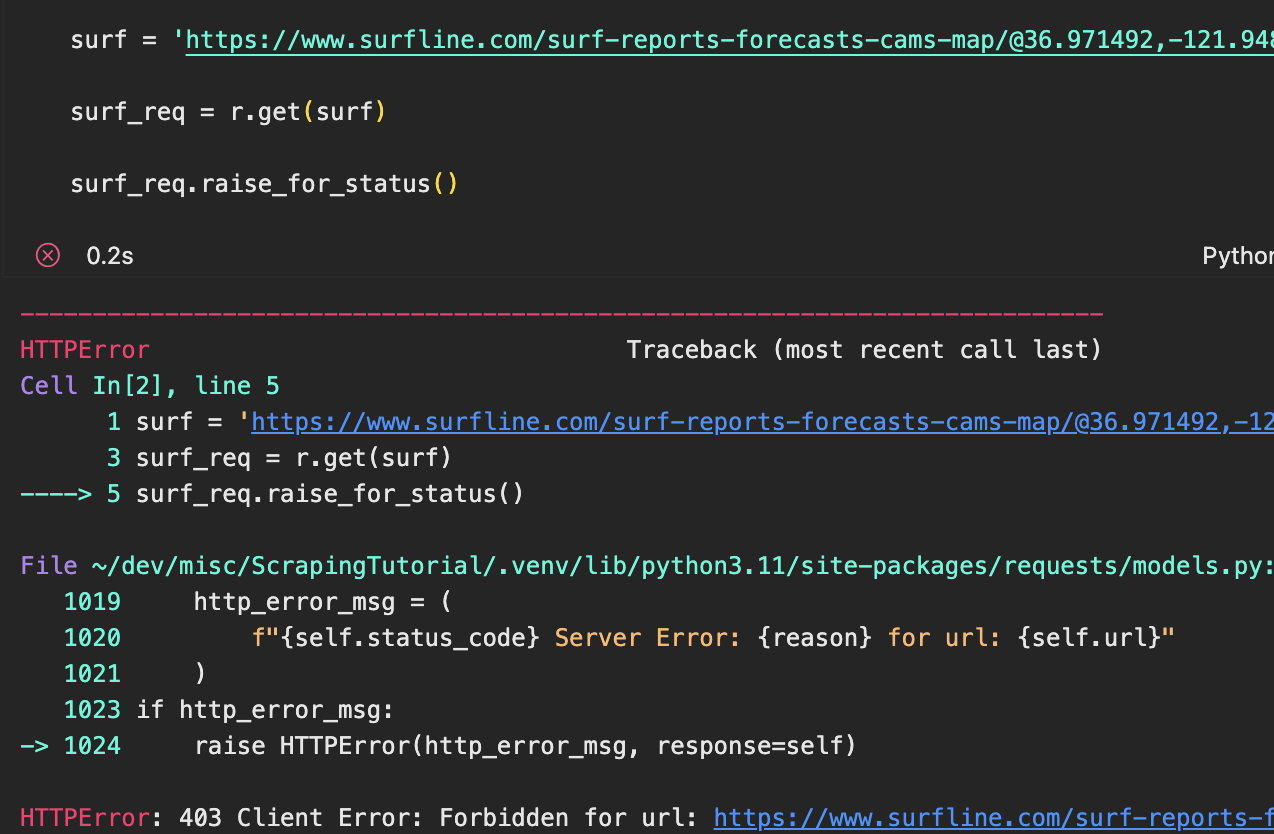 surf = 'https://www.surfline.com/surf-reports-forecasts-cams-map/@36.971492,-121.948
surf_req = r.get(surf)
surf_req.raise_for_status()
0.2s
Python
---------------------------------------------------------------------------
HTTPError                                 Traceback (most recent call last)
Cell In[2], line 5
      1 surf = 'https://www.surfline.com/surf-reports-forecasts-cams-map/@36.971492,-12
      3 surf_req = r.get(surf)
----> 5 surf_req.raise_for_status()
File ~/dev/misc/ScrapingTutorial/.venv/lib/python3.11/site-packages/requests/models.py:
   1019     http_error_msg = (
   1020         f"{self.status_code} Server Error: {reason} for url: {self.url}"
   1021     )
   1023 if http_error_msg:
-> 1024     raise HTTPError(http_error_msg, response=self)
HTTPError: 403 Client Error: Forbidden for url: https://www.surfline.com/surf-reports-f